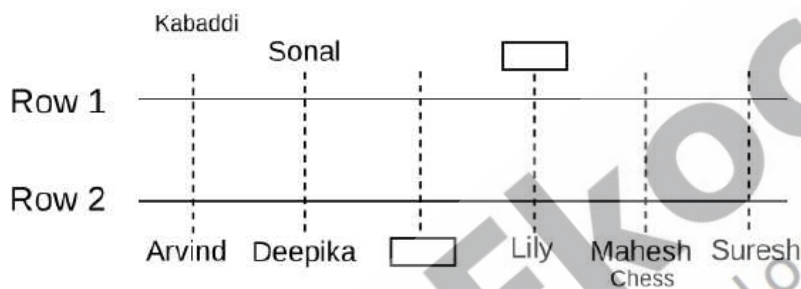 Kabaddi
Sonal
Row 1
Row 2
Arvind Deepika Lily Mahesh Suresh
Chess